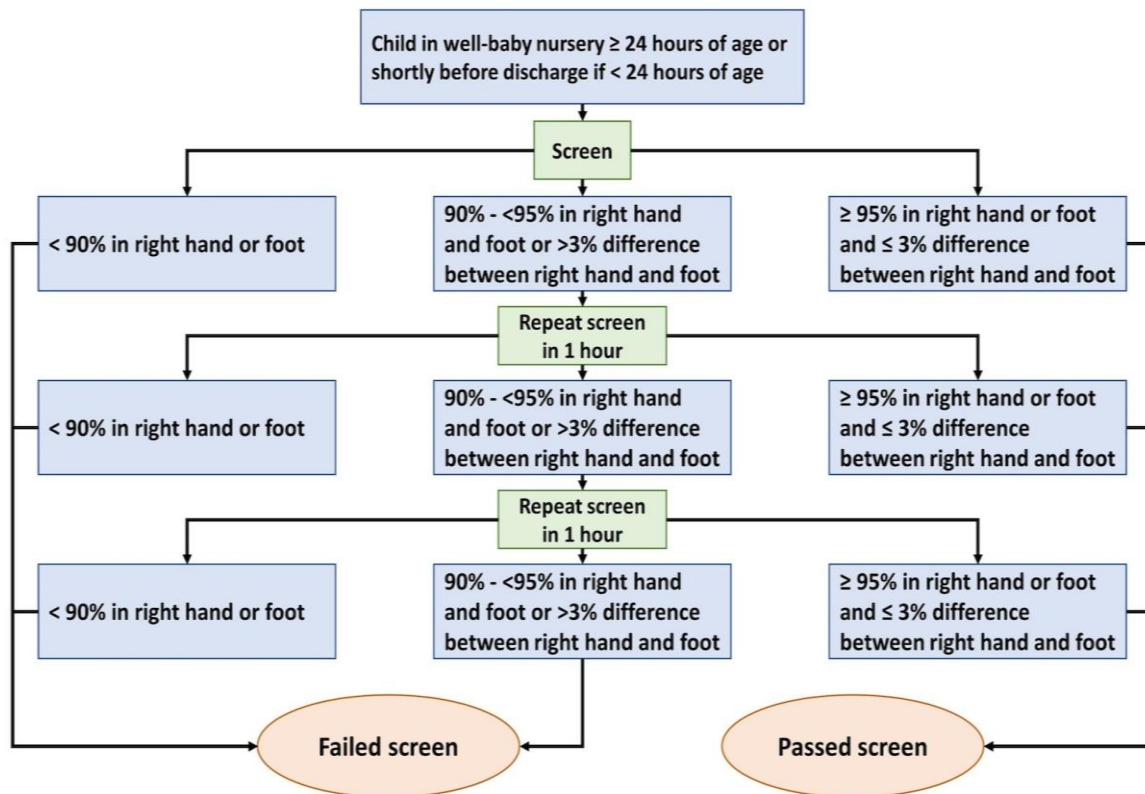 Child in well-baby nursery ≥ 24 hours of age or
shortly before discharge if < 24 hours of age
Screen
< 90% in right hand or foot
90% - <95% in right hand
and foot or >3% difference
between right hand and foot
≥ 95% in right hand or foot
and ≤ 3% difference
between right hand and foot
Repeat screen
in 1 hour
< 90% in right hand or foot
90% - <95% in right hand
and foot or >3% difference
between right hand and foot
≥ 95% in right hand or foot
and ≤ 3% difference
between right hand and foot
Repeat screen
in 1 hour
< 90% in right hand or foot
90% - <95% in right hand
and foot or >3% difference
between right hand and foot
≥ 95% in right hand or foot
and ≤ 3% difference
between right hand and foot
Failed screen
Passed screen